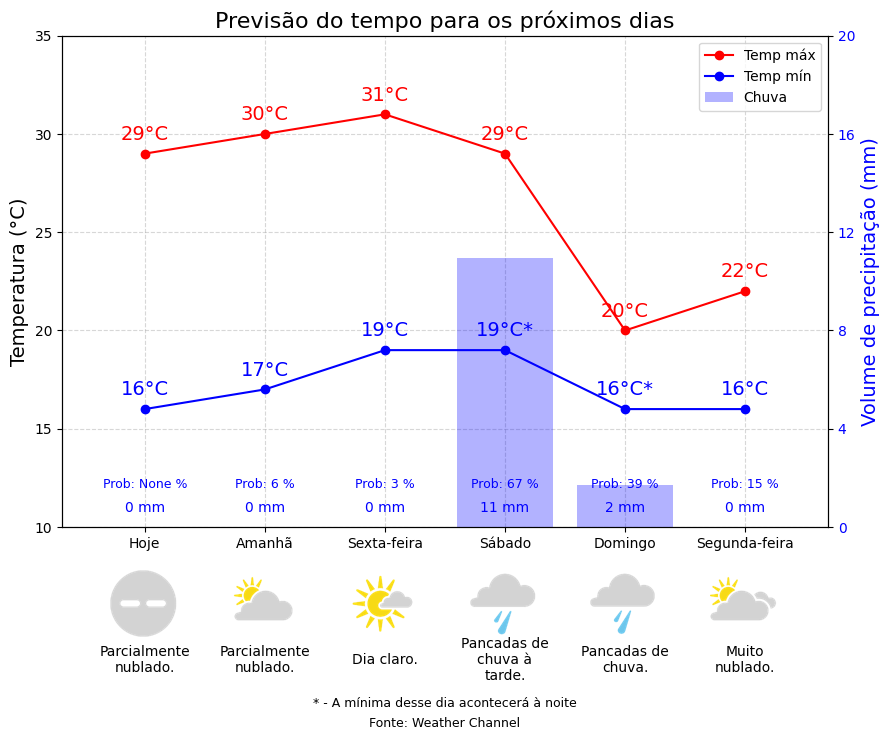 Previsão do tempo para os próximos dias
35
30
25
20
15
10
Temperatura (°C)
20
16
12
8
4
0
Volume de precipitação (mm)
Temp máx
Temp mín
Chuva
29°C
30°C
31°C
29°C
20°C
22°C
16°C
17°C
19°C
19°C*
16°C*
16°C
Prob: None %
Prob: 6 %
Prob: 3 %
Prob: 67 %
Prob: 39 %
Prob: 15 %
0 mm
0 mm
0 mm
11 mm
2 mm
0 mm
Hoje
Amanhã
Sexta-feira
Sábado
Domingo
Segunda-feira
Parcialmente
nublado.
Parcialmente
nublado.
Dia claro.
Pancadas de
chuva à
tarde.
Pancadas de
chuva.
Muito
nublado.
* - A mínima desse dia acontecerá à noite
Fonte: Weather Channel